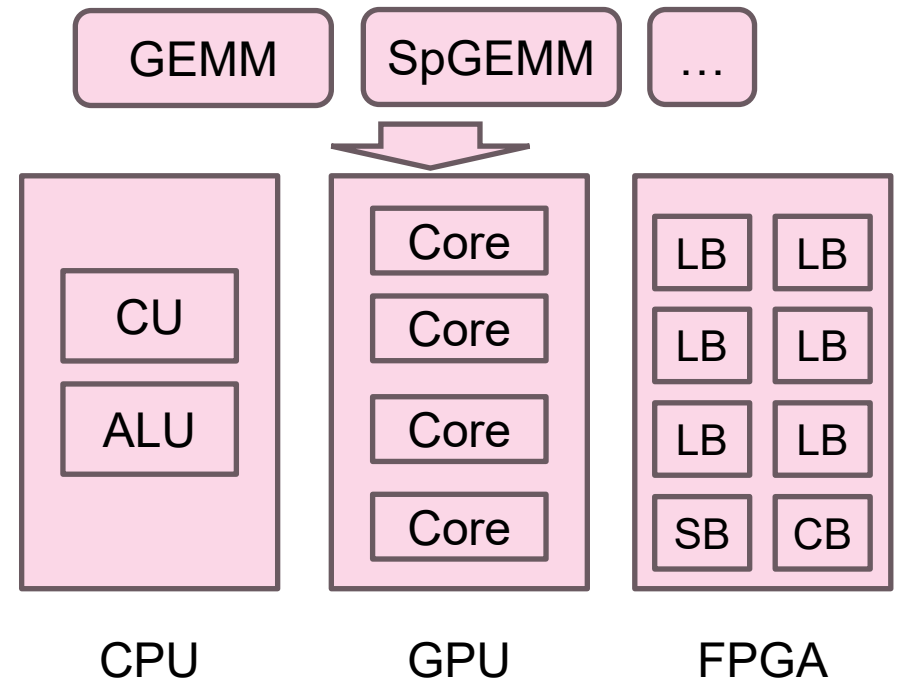 GEMM
SpGEMM
...
CU
ALU
Core
Core
Core
Core
LB LB
LB LB
LB LB
SB CB
CPU
GPU
FPGA